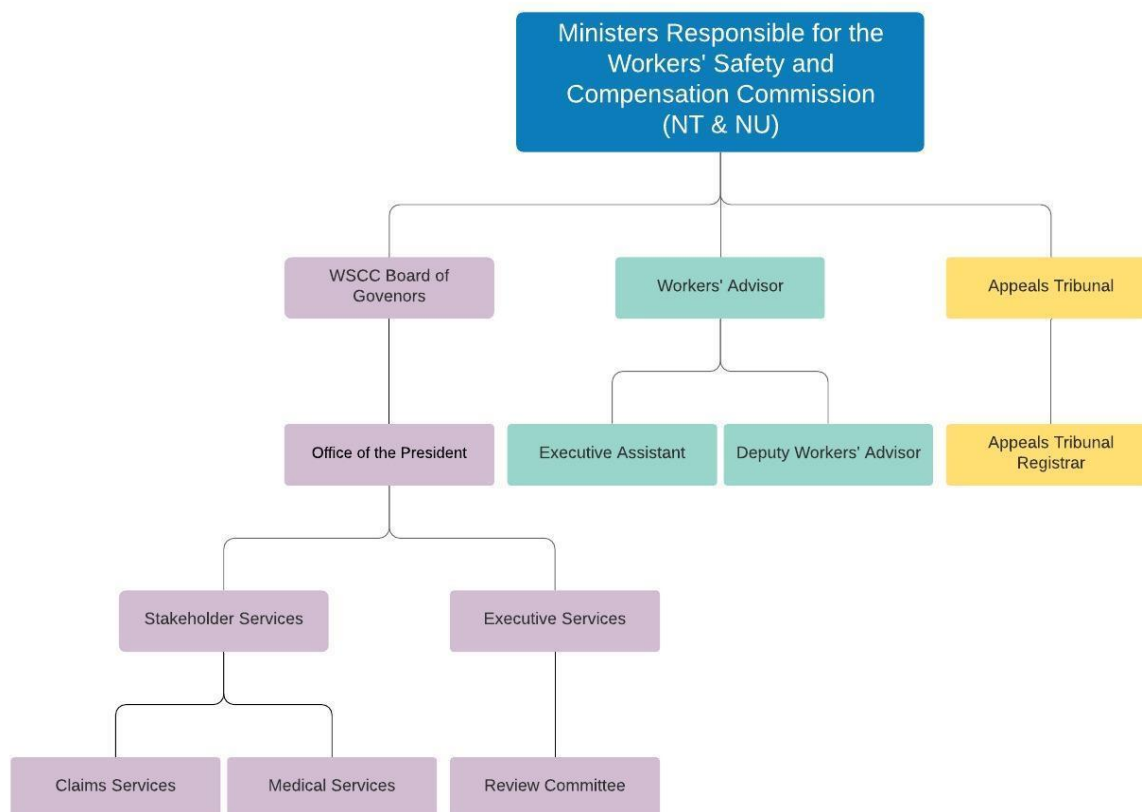 Ministers Responsible for the
Workers' Safety and
Compensation Commission
(NT & NU)
WSCC Board of
Govenors
Workers' Advisor
Appeals Tribunal
Office of the President
Executive Assistant
Deputy Workers' Advisor
Appeals Tribunal
Registrar
Stakeholder Services
Executive Services
Claims Services
Medical Services
Review Committee